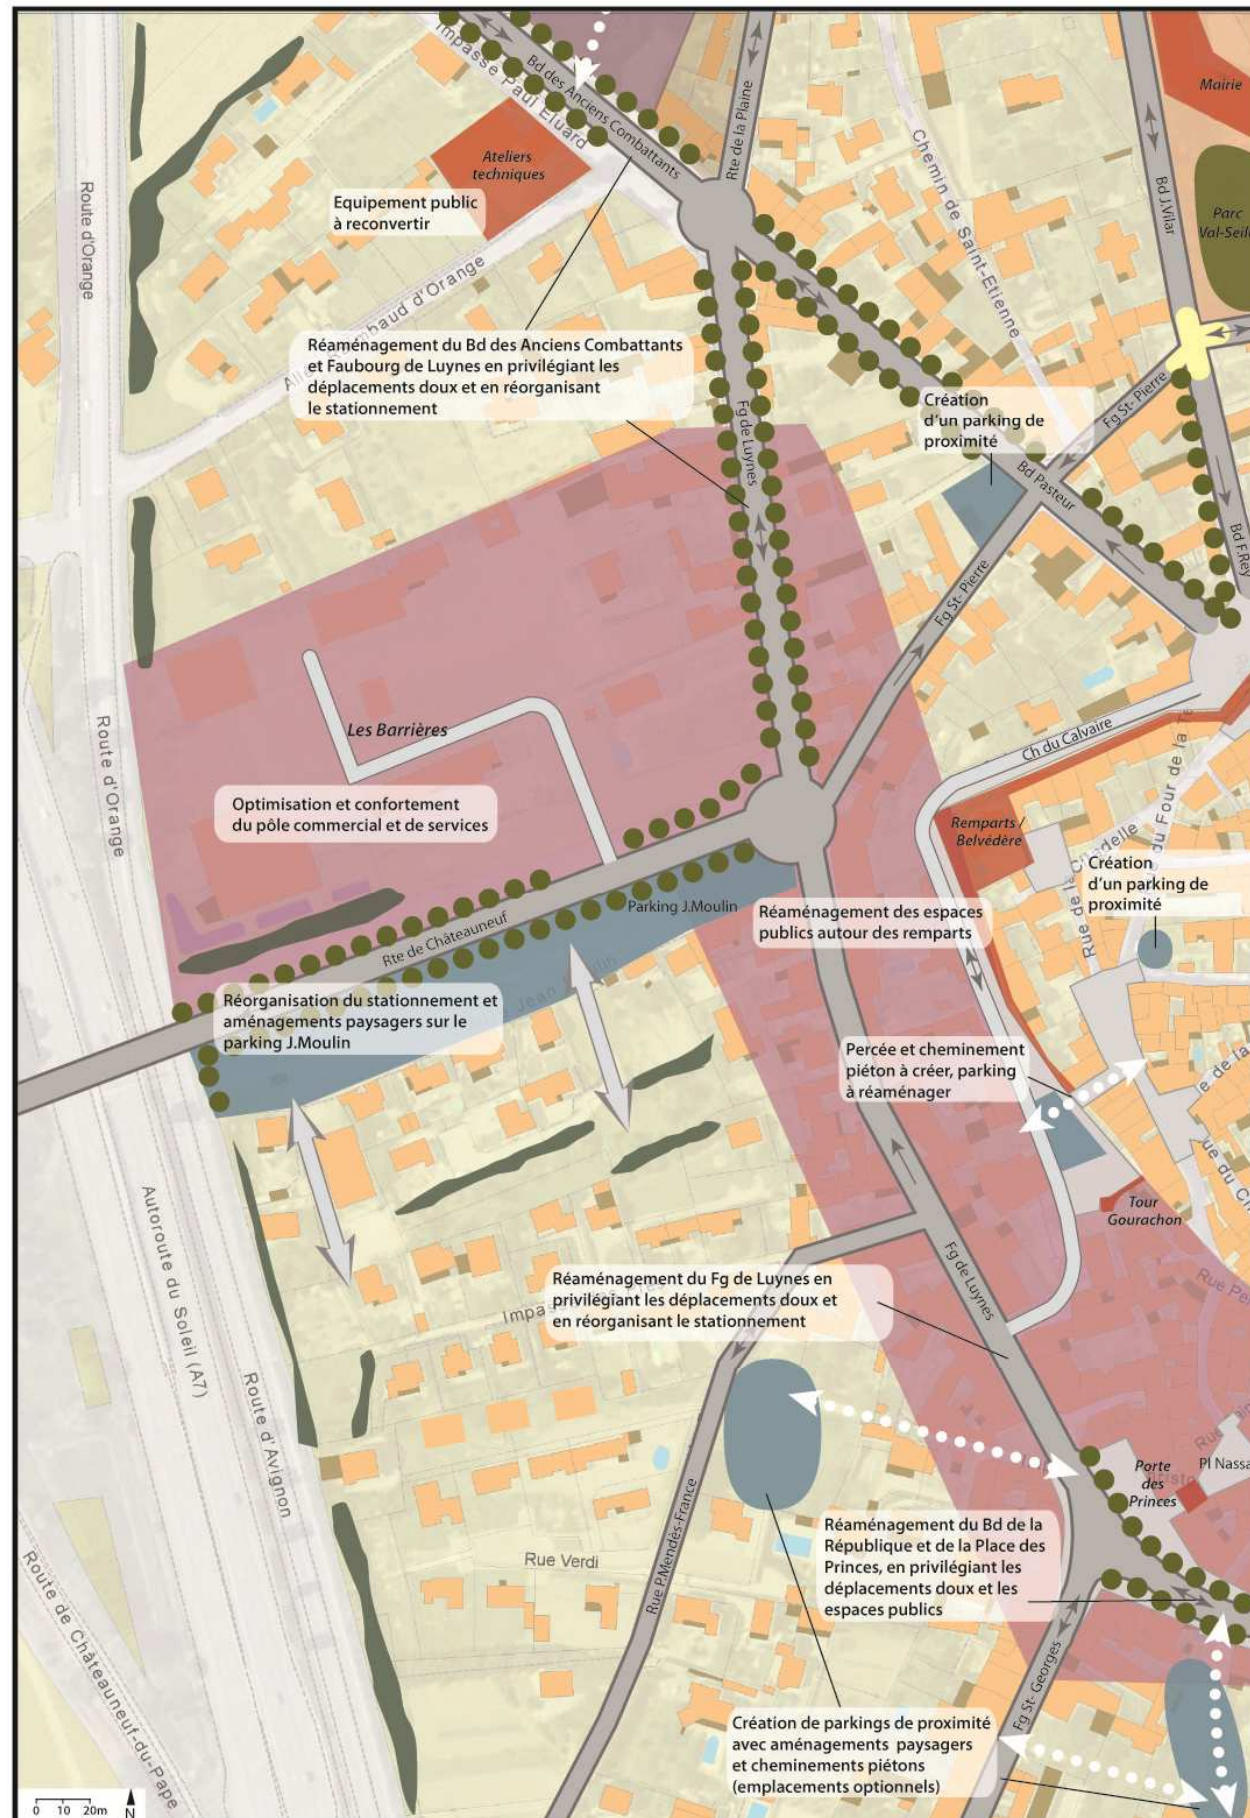 Impasse Paul Eluard
Bd des Anciens Combattants
Rte de la Plaine
Mairie
Chemin de Saint-Etienne
Bd J.Vilar
Parc
Ateliers
techniques
Equipement public
à reconvertir
Route d'Orange
d'Orange
Réaménagement du Bd des Anciens Combattants
et Faubourg de Luynes en privilégiant les
déplacements doux et en réorganisant
le stationnement
Fg de Luynes
Création
d'un parking de
proximité
Fg St- Pierre
Bd Pasteur
Bd F.Rey
Fg St- Pierre
Route d'Orange
Les Barrières
Ch du Calvaire
Optimisation et confortement
du pôle commercial et de services
Remparts /
Belvédère
Rue de la Citadelle
du Four de la
Création
d'un parking de
proximité
Parking J.Moulin
Rte de Châteauneuf
Réaménagement des espaces
publics autour des remparts
Jean
Réorganisation du stationnement et
aménagements paysagers sur le
parking J.Moulin
Percée et cheminement
piéton à créer, parking
à réaménager
Autoroute du Soleil (A7)
Tour
Gourachon
Fg de Luynes
Réaménagement du Fg de Luynes en
privilégiant les déplacements doux et
en réorganisant le stationnement
Route d'Avignon
Porte
des
Princes
Pl Nassa
Rue P.Mendès-France
Rue Verdi
Réaménagement du Bd de la
République et de la Place des
Princes, en privilégiant les
déplacements doux et les
espaces publics
Route de Châteauneuf-du-Pape
Fg St- Georges
Création de parkings de proximité
avec aménagements paysagers
et cheminements piétons
(emplacements optionnels)
0 10 20m
N